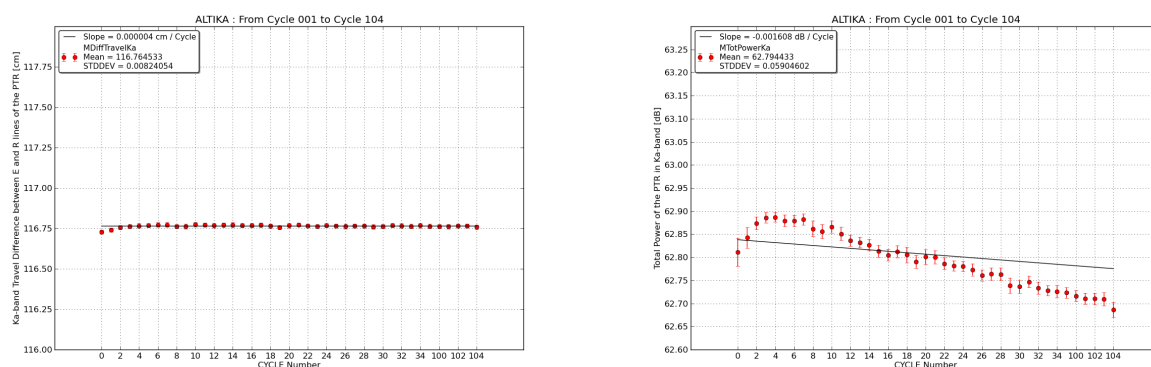 ALTIKA : From Cycle 001 to Cycle 104
Slope = 0.000004 cm / Cycle
MDiffTravelKa
Mean = 116.764533
STDDEV = 0.00824054
Ka-band Travel Difference between E and R lines of the PTR [cm]
117.75
117.50
117.25
117.00
116.75
116.50
116.25
116.00
0 2 4 6 8 10 12 14 16 18 20 22 24 26 28 30 32 34 100 102 104
CYCLE Number
ALTIKA : From Cycle 001 to Cycle 104
Slope = -0.001608 dB / Cycle
MTotPowerKa
Mean = 62.794433
STDDEV = 0.05904602
Total Power of the PTR in Ka-band [dB]
63.25
63.20
63.15
63.10
63.05
63.00
62.95
62.90
62.85
62.80
62.75
62.70
62.65
62.60
0 2 4 6 8 10 12 14 16 18 20 22 24 26 28 30 32 34 100 102 104
CYCLE Number